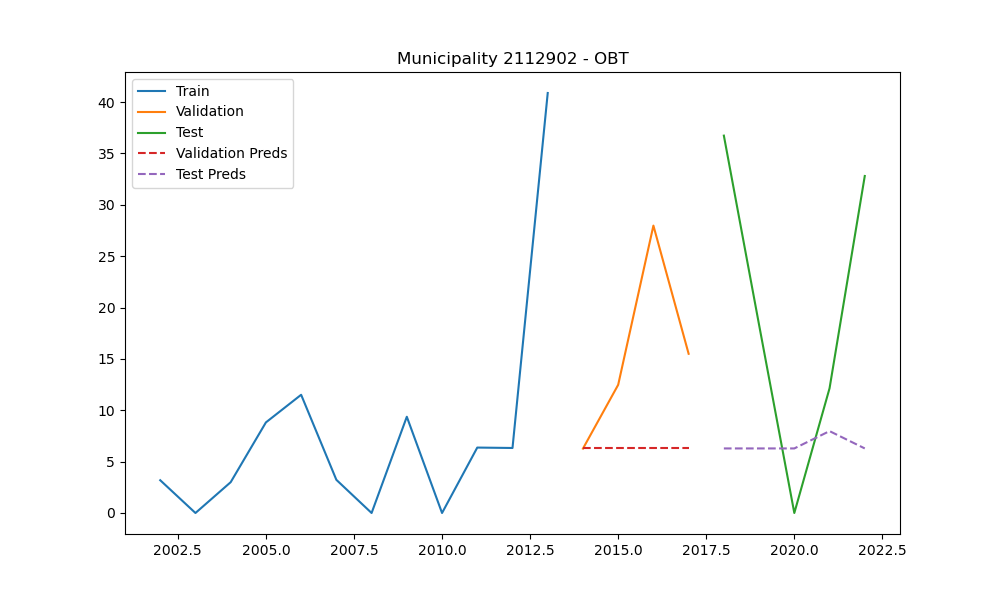 Municipality 2112902 - OBT
Train
Validation
Test
Validation Preds
Test Preds
40
35
30
25
20
15
10
5
0
2002.5 2005.0 2007.5 2010.0 2012.5 2015.0 2017.5 2020.0 2022.5